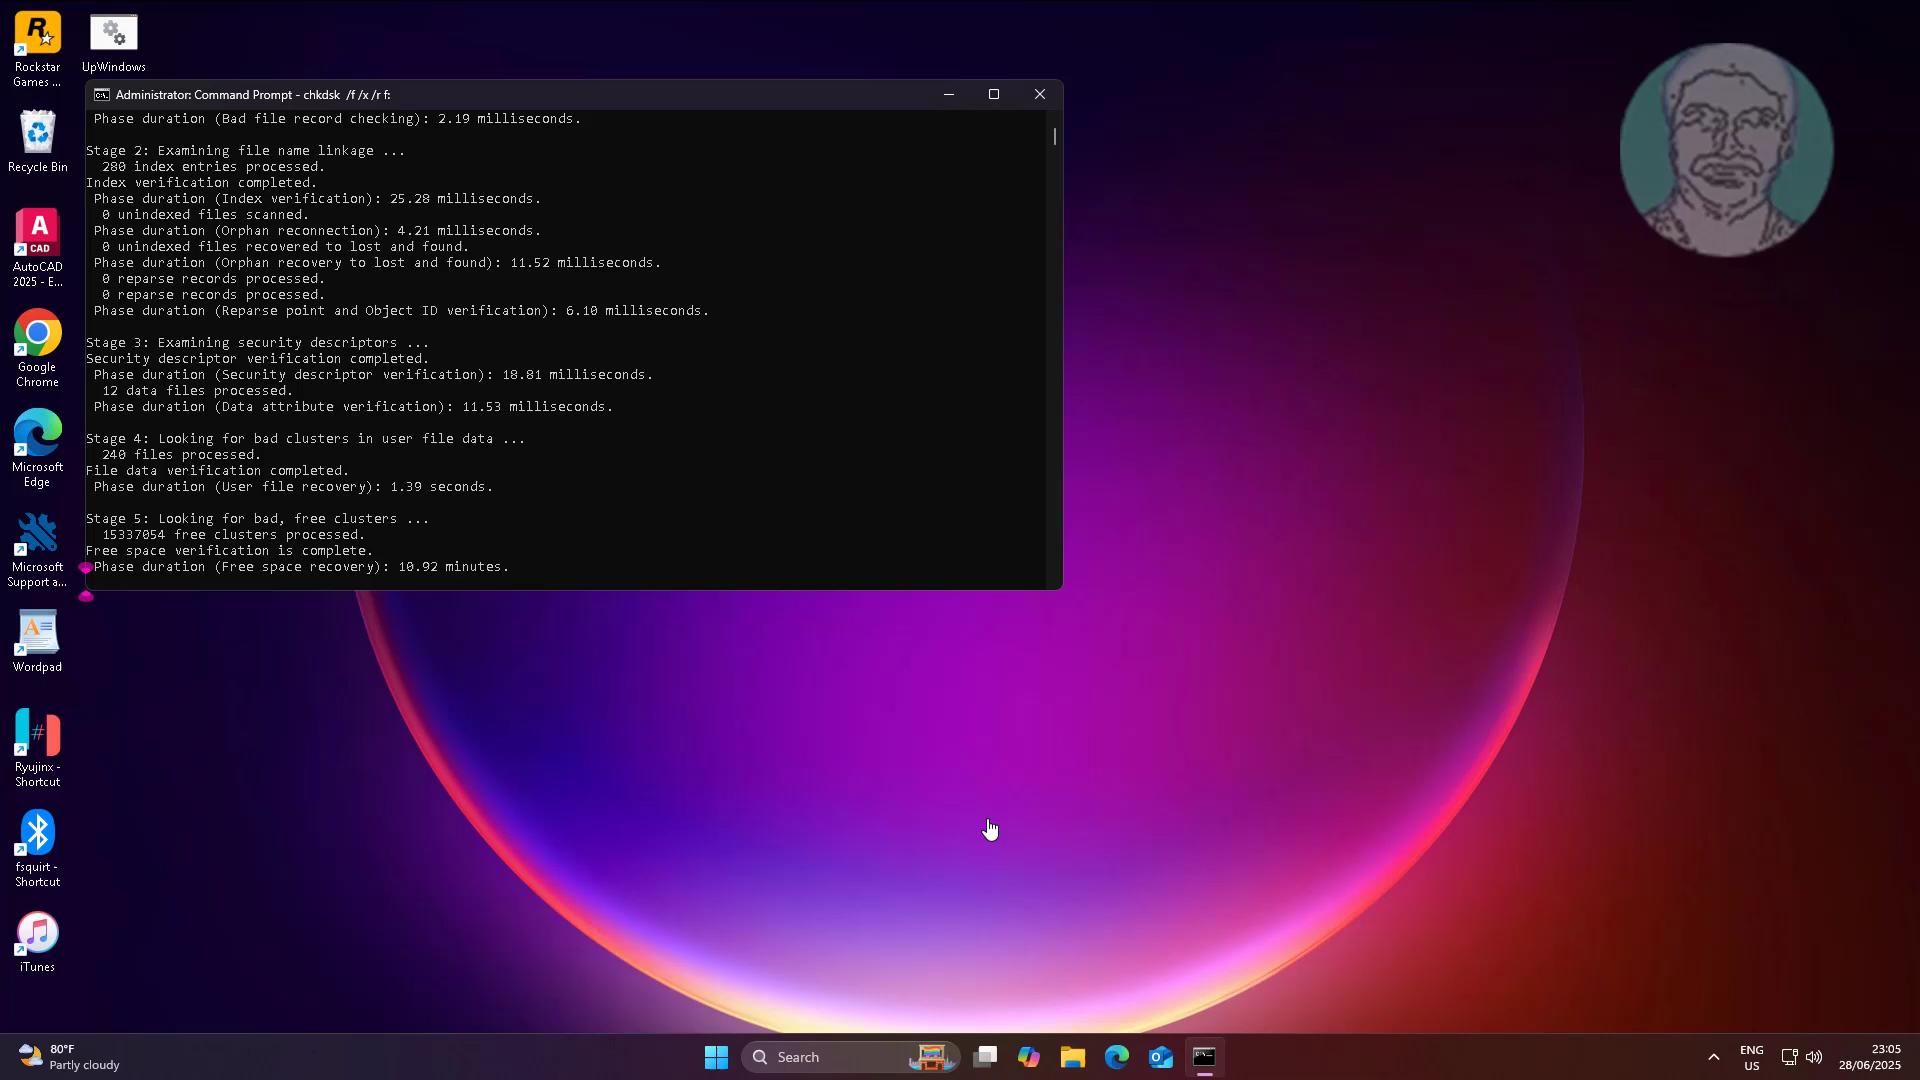 Rockstar
Games ...
UpWindows
Recycle Bin
A
CAD
AutoCAD
2025 - E...
Google
Chrome
Microsoft
Edge
Microsoft
Support a...
Wordpad
Ryujinx -
Shortcut
fsquirt -
Shortcut
iTunes
Administrator: Command Prompt - chkdsk /f /x /r f:
Phase duration (Bad file record checking): 2.19 milliseconds.
Stage 2: Examining file name linkage ...
280 index entries processed.
Index verification completed.
Phase duration (Index verification): 25.28 milliseconds.
0 unindexed files scanned.
Phase duration (Orphan reconnection): 4.21 milliseconds.
0 unindexed files recovered to lost and found.
Phase duration (Orphan recovery to lost and found): 11.52 milliseconds.
0 reparse records processed.
0 reparse records processed.
Phase duration (Reparse point and Object ID verification): 6.10 milliseconds.
Stage 3: Examining security descriptors ...
Security descriptor verification completed.
Phase duration (Security descriptor verification): 18.81 milliseconds.
12 data files processed.
Phase duration (Data attribute verification): 11.53 milliseconds.
Stage 4: Looking for bad clusters in user file data ...
240 files processed.
File data verification completed.
Phase duration (User file recovery): 1.39 seconds.
Stage 5: Looking for bad, free clusters ...
15337054 free clusters processed.
Free space verification is complete.
Phase duration (Free space recovery): 10.92 minutes.
80°F
Partly cloudy
Search
ENG
US
23:05
28/06/2025